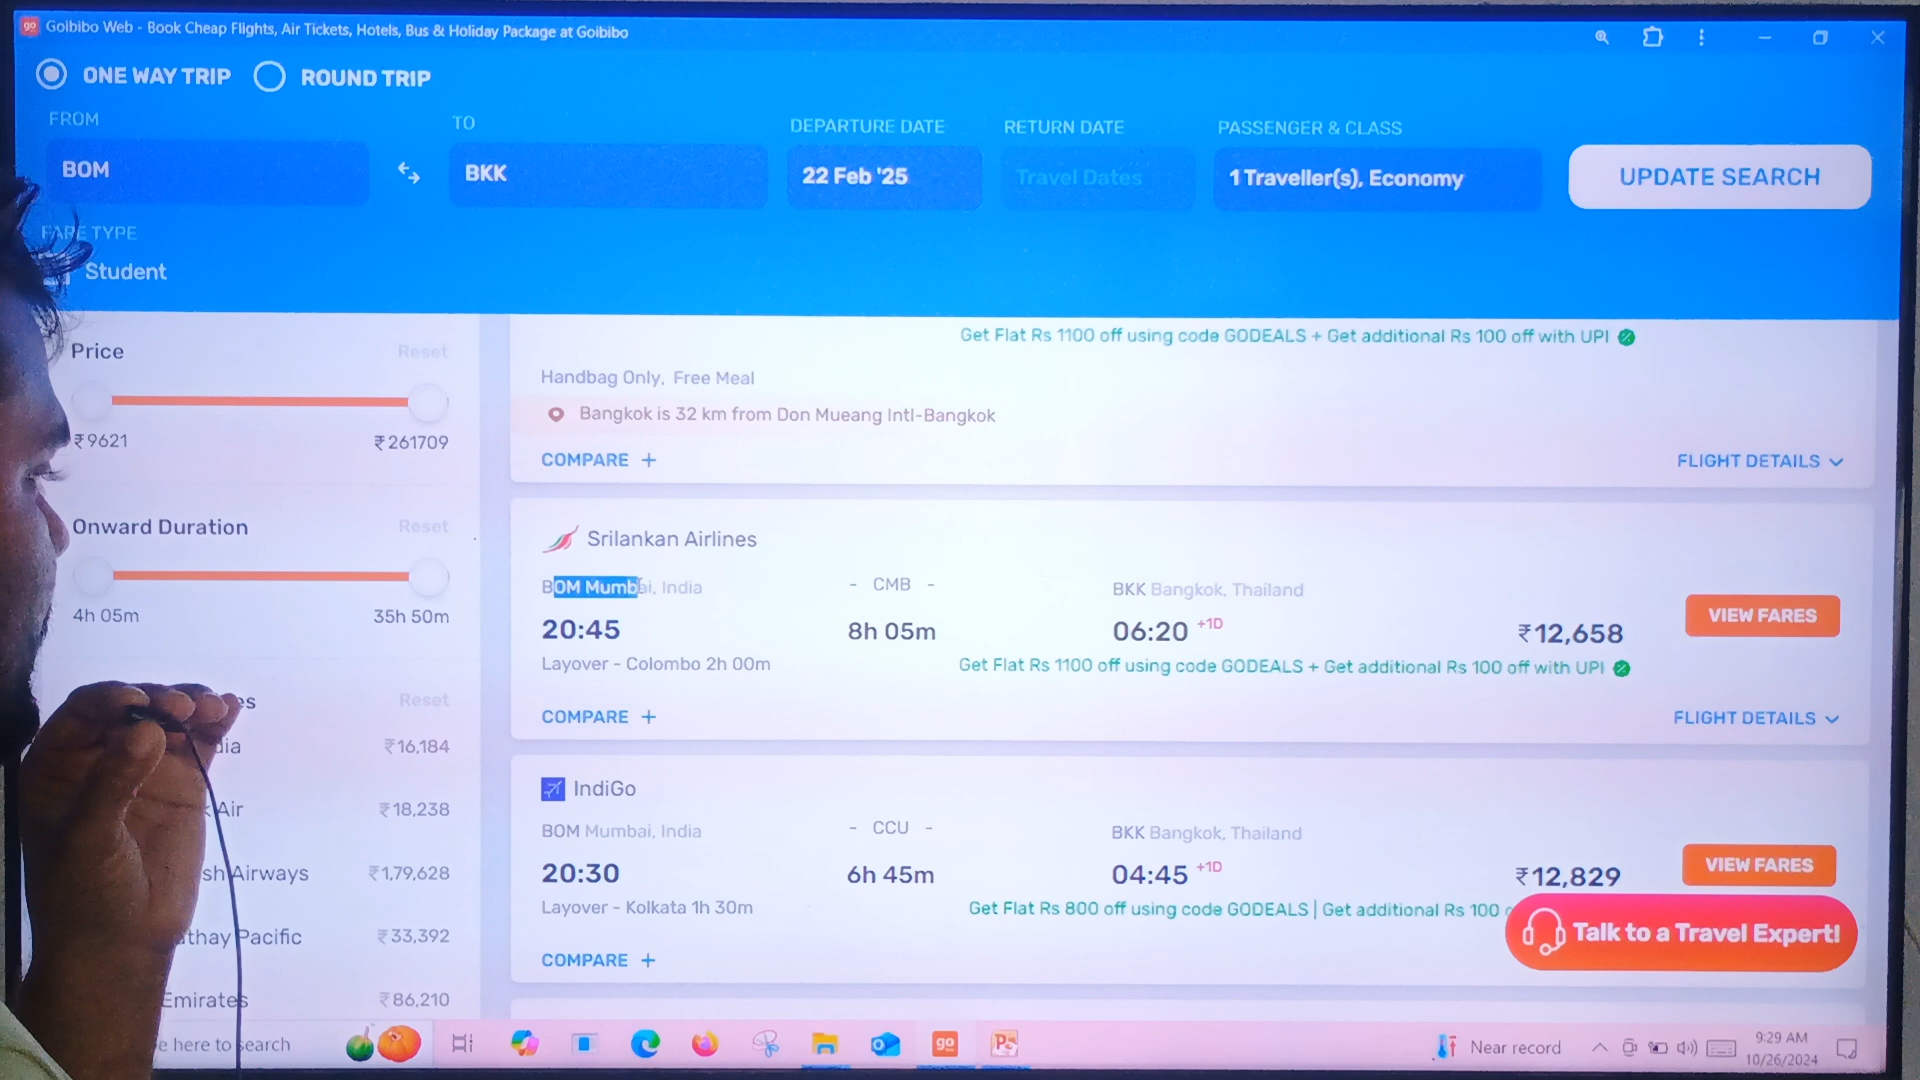 go Goibibo Web - Book Cheap Flights, Air Tickets, Hotels, Bus & Holiday Package at Goibibo
ONE WAY TRIP ROUND TRIP
FROM TO DEPARTURE DATE RETURN DATE PASSENGER & CLASS
BOM BKK 22 Feb '25 Travel Dates 1 Traveller(s), Economy UPDATE SEARCH
FARE TYPE
Student
Price Reset
₹9621 ₹261709
Onward Duration Reset
4h 05m 35h 50m
Reset
₹16,184
Air ₹18,238
Airways ₹1,79,628
Pacific ₹33,392
Emirates ₹86,210
Get Flat Rs 1100 off using code GODEALS + Get additional Rs 100 off with UPI
Handbag Only, Free Meal
Bangkok is 32 km from Don Mueang Intl-Bangkok
COMPARE + FLIGHT DETAILS
Srilankan Airlines
BOM Mumbai, India - CMB - BKK Bangkok, Thailand
20:45 8h 05m 06:20 +1D ₹12,658 VIEW FARES
Layover - Colombo 2h 00m Get Flat Rs 1100 off using code GODEALS + Get additional Rs 100 off with UPI
COMPARE + FLIGHT DETAILS
IndiGo
BOM Mumbai, India - CCU - BKK Bangkok, Thailand
20:30 6h 45m 04:45 +1D ₹12,829 VIEW FARES
Layover - Kolkata 1h 30m Get Flat Rs 800 off using code GODEALS | Get additional Rs 100
Talk to a Travel Expert!
COMPARE +
here to search go Near record 9:29 AM
10/26/2024